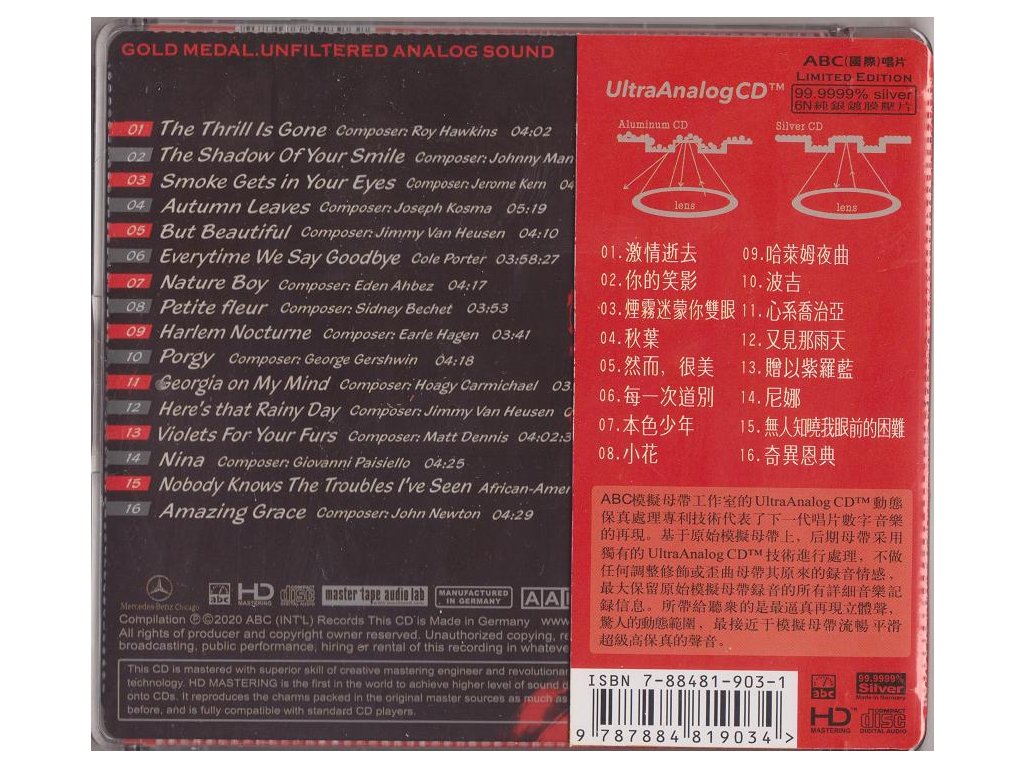 GOLD MEDAL.UNFILTERED ANALOG SOUND
01 The Thrill Is Gone Composer: Roy Hawkins 04:02
02 The Shadow Of Your Smile Composer: Johnny Man
03 Smoke Gets in Your Eyes Composer: Jerome Kern 04
04 Autumn Leaves Composer: Joseph Kosma 05:19
05 But Beautiful Composer: Jimmy Van Heusen 04:10
06 Everytime We Say Goodbye Cole Porter 03:58:27
07 Nature Boy Composer: Eden Ahbez 04:17
08 Petite fleur Composer: Sidney Bechet 03:53
09 Harlem Nocturne Composer: Earle Hagen 03:41
10 Porgy Composer: George Gershwin 04:18
11 Georgia on My Mind Composer: Hoagy Carmichael 03
12 Here's that Rainy Day Composer: Jimmy Van Heusen 0
13 Violets For Your Furs Composer: Matt Dennis 04:02:3
14 Nina Composer: Giovanni Paisiello 04:25
15 Nobody Knows The Troubles I've Seen African-Amer
16 Amazing Grace Composer: John Newton 04:29
Mercedes-Benz Chicago
abc
HD MASTERING
COMPACT disc DIGITAL AUDIO
master tape audio lab
MANUFACTURED IN GERMANY
AAD
Compilation Ⓟ©2020 ABC (INT'L) Records This CD is Made in Germany www
All rights of producer and copyright owner reserved. Unauthorized copying, re
broadcasting, public performance, hiring or rental of this recording in whateve
This CD is mastered with superior skill of creative mastering engineer and revolutionar
technology. HD MASTERING is the first in the world to achieve higher level of sound d
onto CDs. It reproduces the charms packed in the original master sources as much as
before, and is fully compatible with standard CD players.
ABC(國際)唱片
LIMITED EDITION
UltraAnalogCD™
99.9999% silver
6N純銀鍍膜壓片
Aluminum CD
Silver CD
lens
lens
01.激情逝去
02.你的笑影
03.煙霧迷蒙你雙眼
04.秋葉
05.然而，很美
06.每一次道別
07.本色少年
08.小花
09.哈萊姆夜曲
10.波吉
11.心系喬治亞
12.又見那雨天
13.贈以紫羅藍
14.尼娜
15.無人知曉我眼前的困難
16.奇異恩典
ABC模擬母帶工作室的UltraAnalog CD™動態
保真處理專利技術代表了下一代唱片數字音樂
的再現。基于原始模擬母帶上，后期母帶采用
獨有的UltraAnalog CD™技術進行處理，不做
任何調整修飾或歪曲母帶其原來的録音情感，
最大保留原始模擬母帶録音的所有詳細音樂記
録信息。所帶給聽衆的是最逼真再現立體聲，
驚人的動態範圍，最接近于模擬母帶流暢平滑
超級高保真的聲音。
ISBN 7-88481-903-1
9 787884 819034 >
abc
99.9999%
Silver
Made in Germany
HD™ MASTERING
COMPACT disc DIGITAL AUDIO